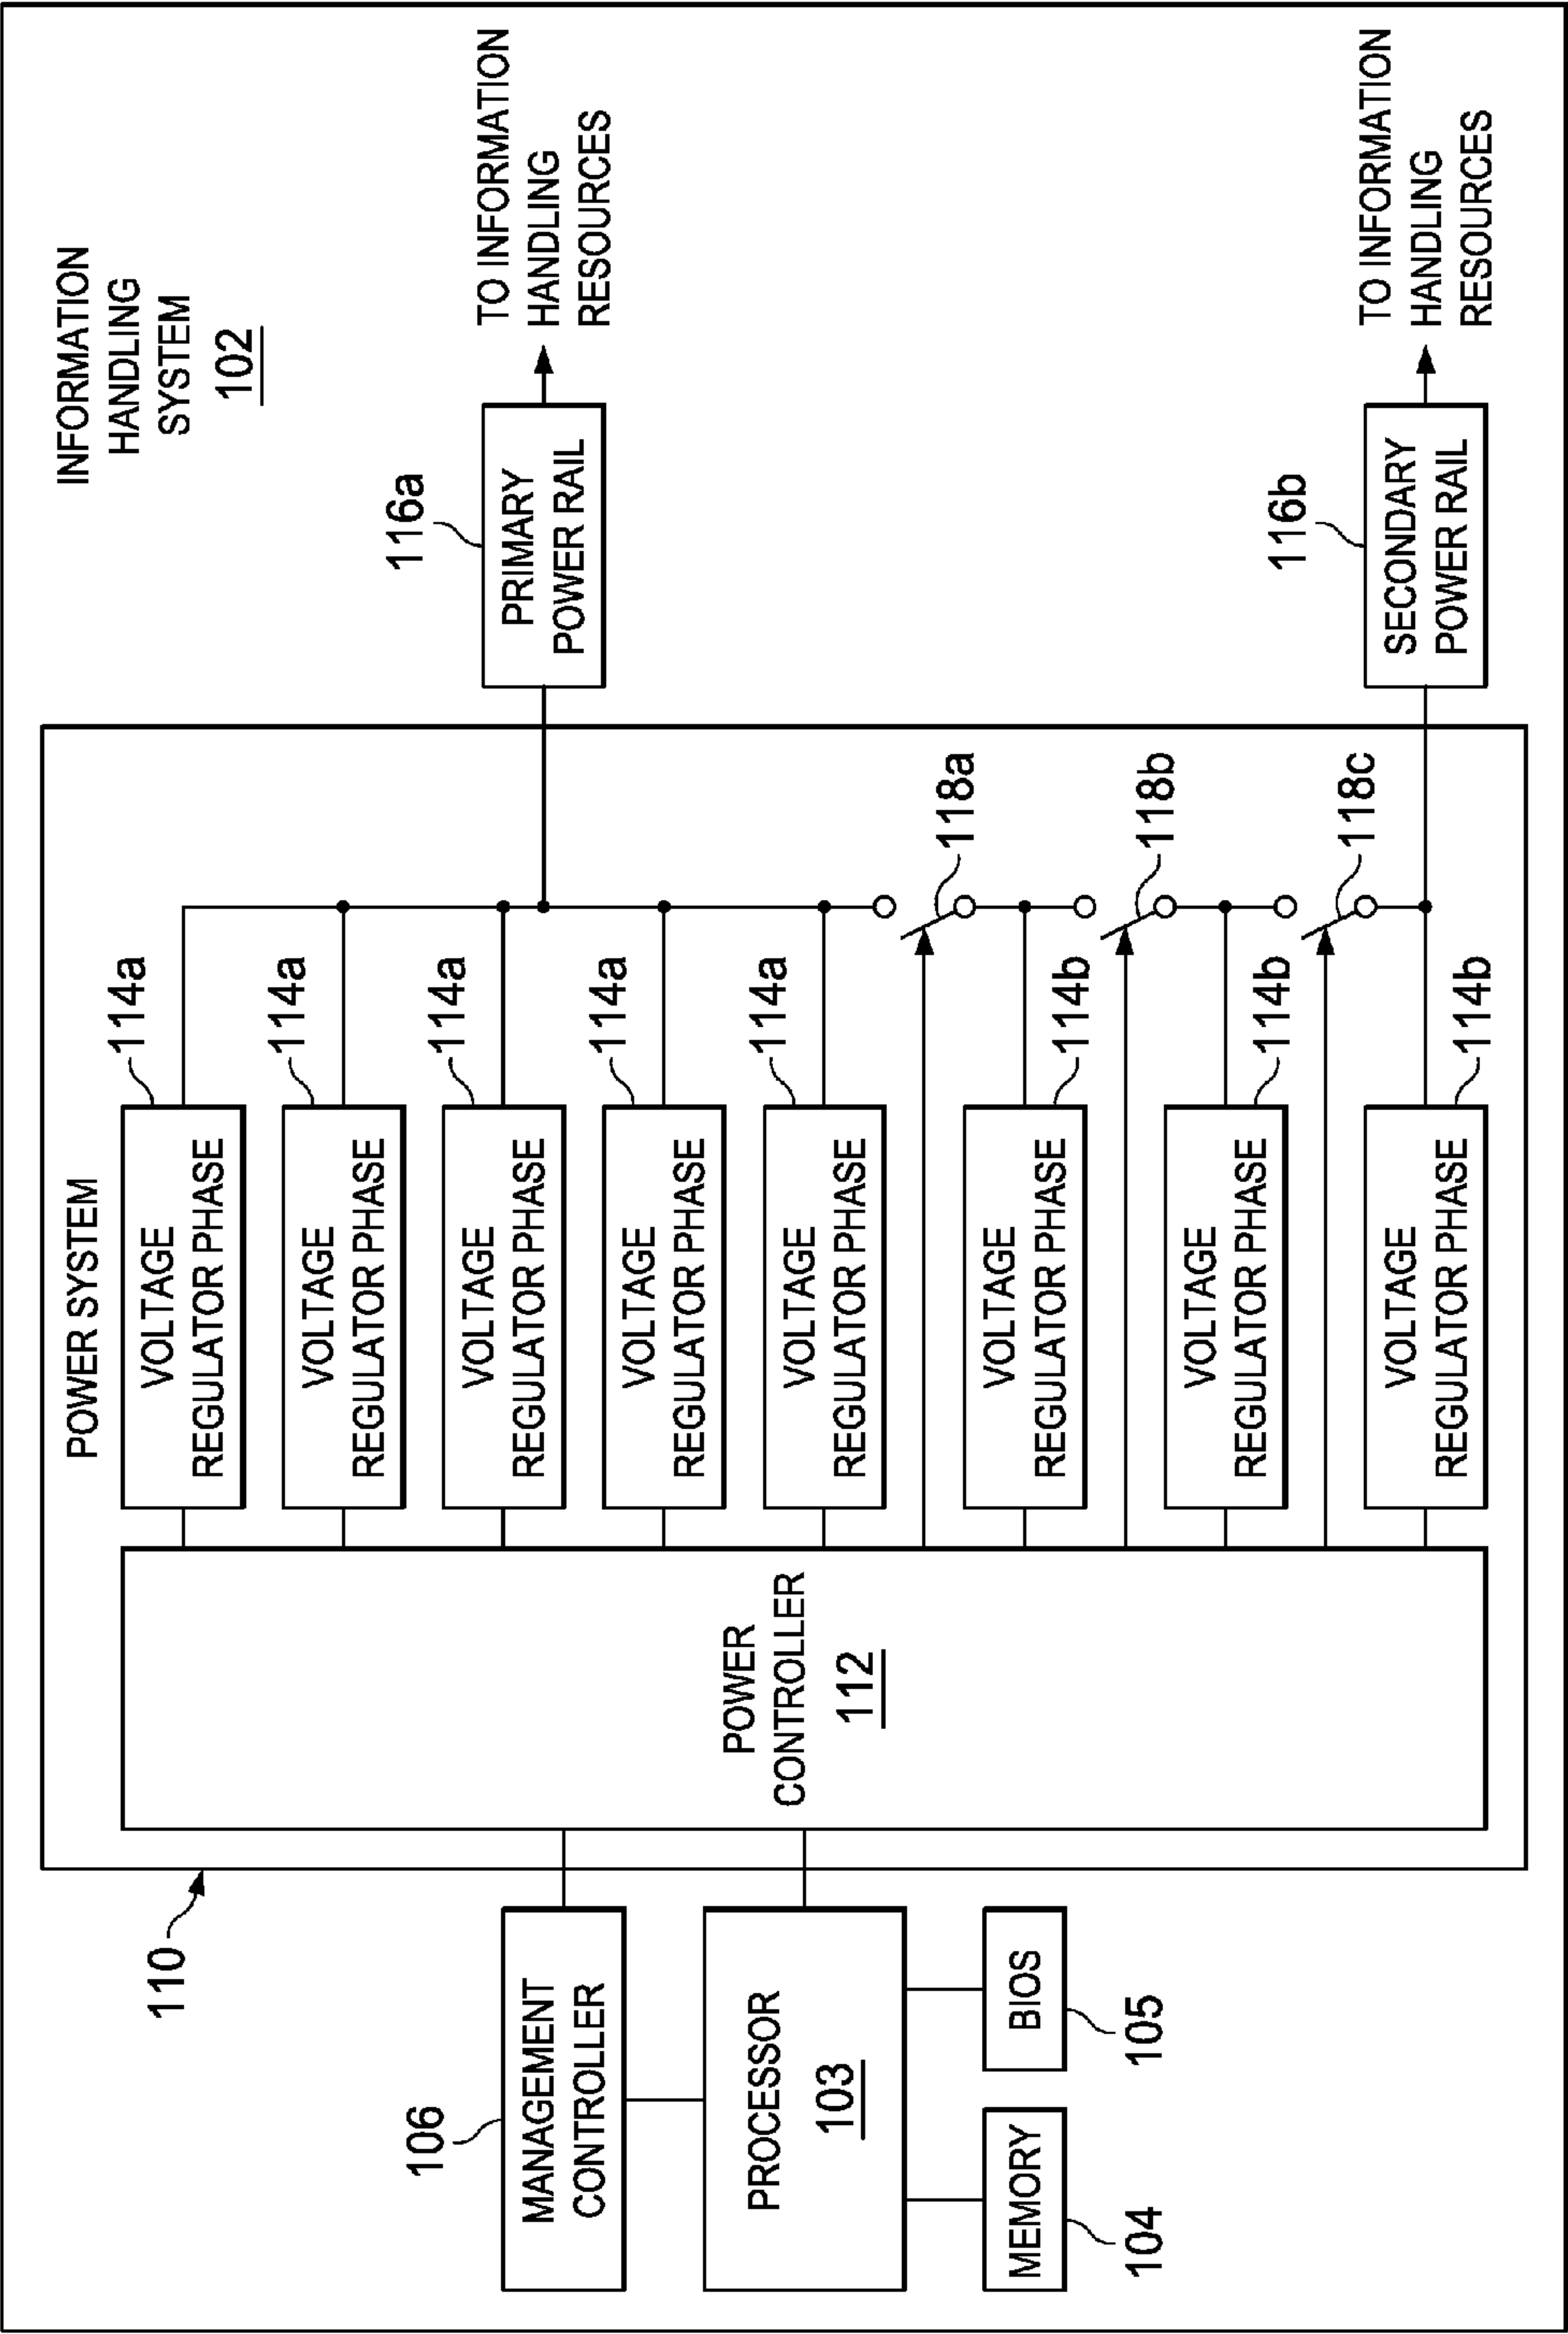 INFORMATION
HANDLING
SYSTEM
102
110
POWER SYSTEM
106
MANAGEMENT
CONTROLLER
PROCESSOR
103
MEMORY
104
BIOS
105
POWER
CONTROLLER
112
VOLTAGE
REGULATOR PHASE
114a
VOLTAGE
REGULATOR PHASE
114a
VOLTAGE
REGULATOR PHASE
114a
VOLTAGE
REGULATOR PHASE
114a
VOLTAGE
REGULATOR PHASE
114a
118a
VOLTAGE
REGULATOR PHASE
114b
118b
VOLTAGE
REGULATOR PHASE
114b
118c
VOLTAGE
REGULATOR PHASE
114b
116a
PRIMARY
POWER RAIL
TO INFORMATION
HANDLING
RESOURCES
116b
SECONDARY
POWER RAIL
TO INFORMATION
HANDLING
RESOURCES